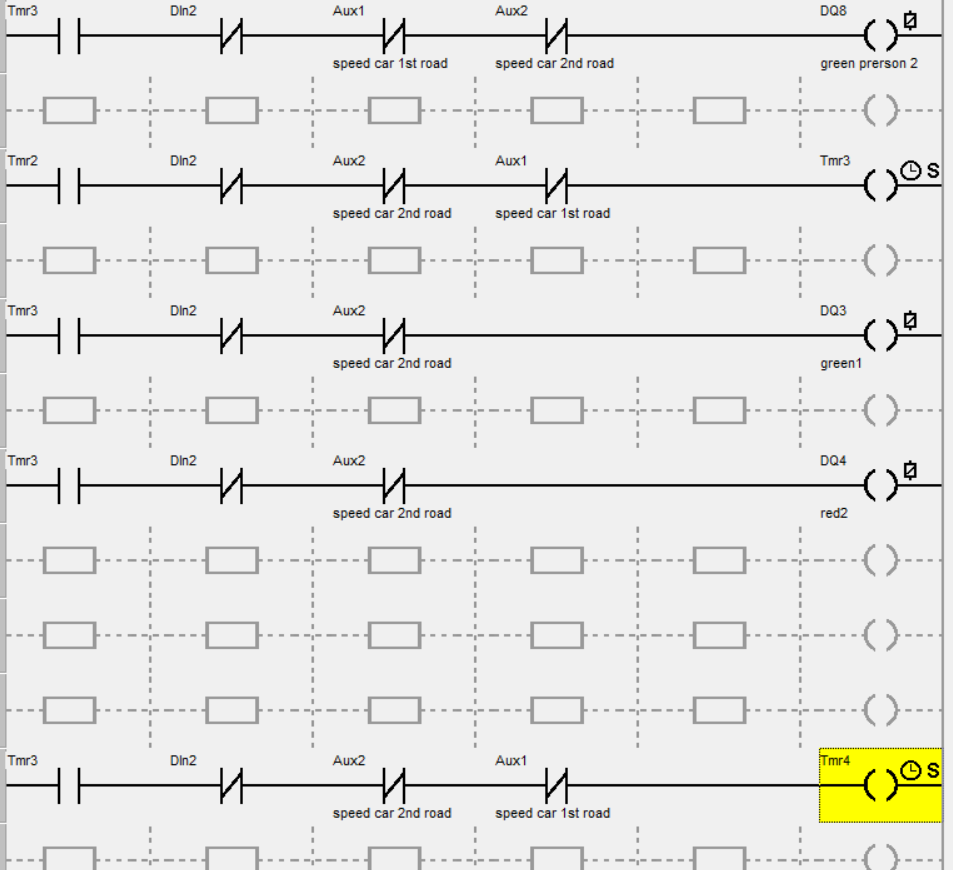 Tmr3 DIn2 Aux1 Aux2 DQ8
speed car 1st road speed car 2nd road green prerson 2
Tmr2 DIn2 Aux2 Aux1 Tmr3
S
speed car 2nd road speed car 1st road
Tmr3 DIn2 Aux2 DQ3
speed car 2nd road green1
Tmr3 DIn2 Aux2 DQ4
speed car 2nd road red2
Tmr3 DIn2 Aux2 Aux1 Tmr4
S
speed car 2nd road speed car 1st road